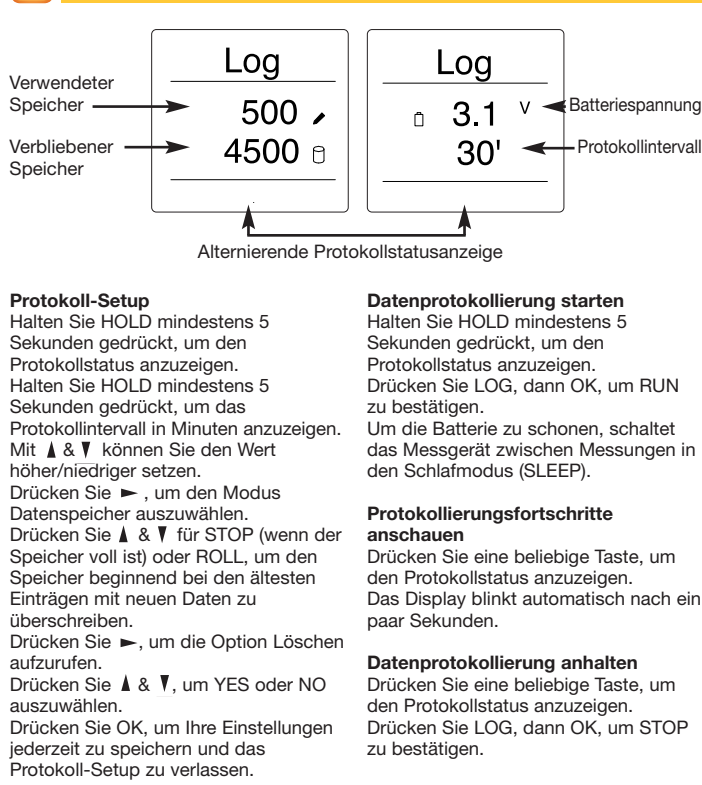 Log
500
4500
Log
3.1 V
30'
Verwendeter
Speicher
Verbliebener
Speicher
Batteriespannung
Protokollintervall
Alternierende Protokollstatusanzeige
Protokoll-Setup
Halten Sie HOLD mindestens 5
Sekunden gedrückt, um den
Protokollstatus anzuzeigen.
Halten Sie HOLD mindestens 5
Sekunden gedrückt, um das
Protokollintervall in Minuten anzuzeigen.
Mit ▲ & ▼ können Sie den Wert
höher/niedriger setzen.
Drücken Sie ► , um den Modus
Datenspeicher auszuwählen.
Drücken Sie ▲ & ▼ für STOP (wenn der
Speicher voll ist) oder ROLL, um den
Speicher beginnend bei den ältesten
Einträgen mit neuen Daten zu
überschreiben.
Drücken Sie ►, um die Option Löschen
aufzurufen.
Drücken Sie ▲ & ▼, um YES oder NO
auszuwählen.
Drücken Sie OK, um Ihre Einstellungen
jederzeit zu speichern und das
Protokoll-Setup zu verlassen.
Datenprotokollierung starten
Halten Sie HOLD mindestens 5
Sekunden gedrückt, um den
Protokollstatus anzuzeigen.
Drücken Sie LOG, dann OK, um RUN
zu bestätigen.
Um die Batterie zu schonen, schaltet
das Messgerät zwischen Messungen in
den Schlafmodus (SLEEP).
Protokollierungsfortschritte
anschauen
Drücken Sie eine beliebige Taste, um
den Protokollstatus anzuzeigen.
Das Display blinkt automatisch nach ein
paar Sekunden.
Datenprotokollierung anhalten
Drücken Sie eine beliebige Taste, um
den Protokollstatus anzuzeigen.
Drücken Sie LOG, dann OK, um STOP
zu bestätigen.